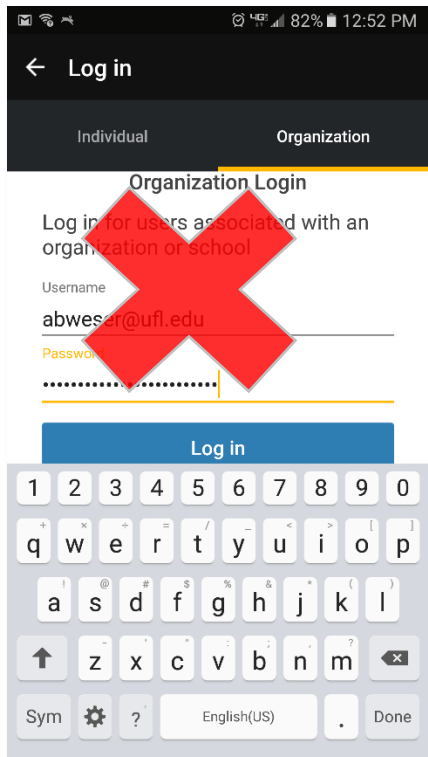 4G 82% 12:52 PM
← Log in
Individual Organization
Organization Login
Log in for users associated with an
organization or school
Username
abweser@ufl.edu
Password
••••••••••••••••••••••••••
Log in
1 2 3 4 5 6 7 8 9 0
+ × ÷ = / _ < > [ ]
q w e r t y u i o p
! @ # $ % & * ( )
a s d f g h j k l
- ' " : ; , ?
z x c v b n m
Sym ? English(US) . Done